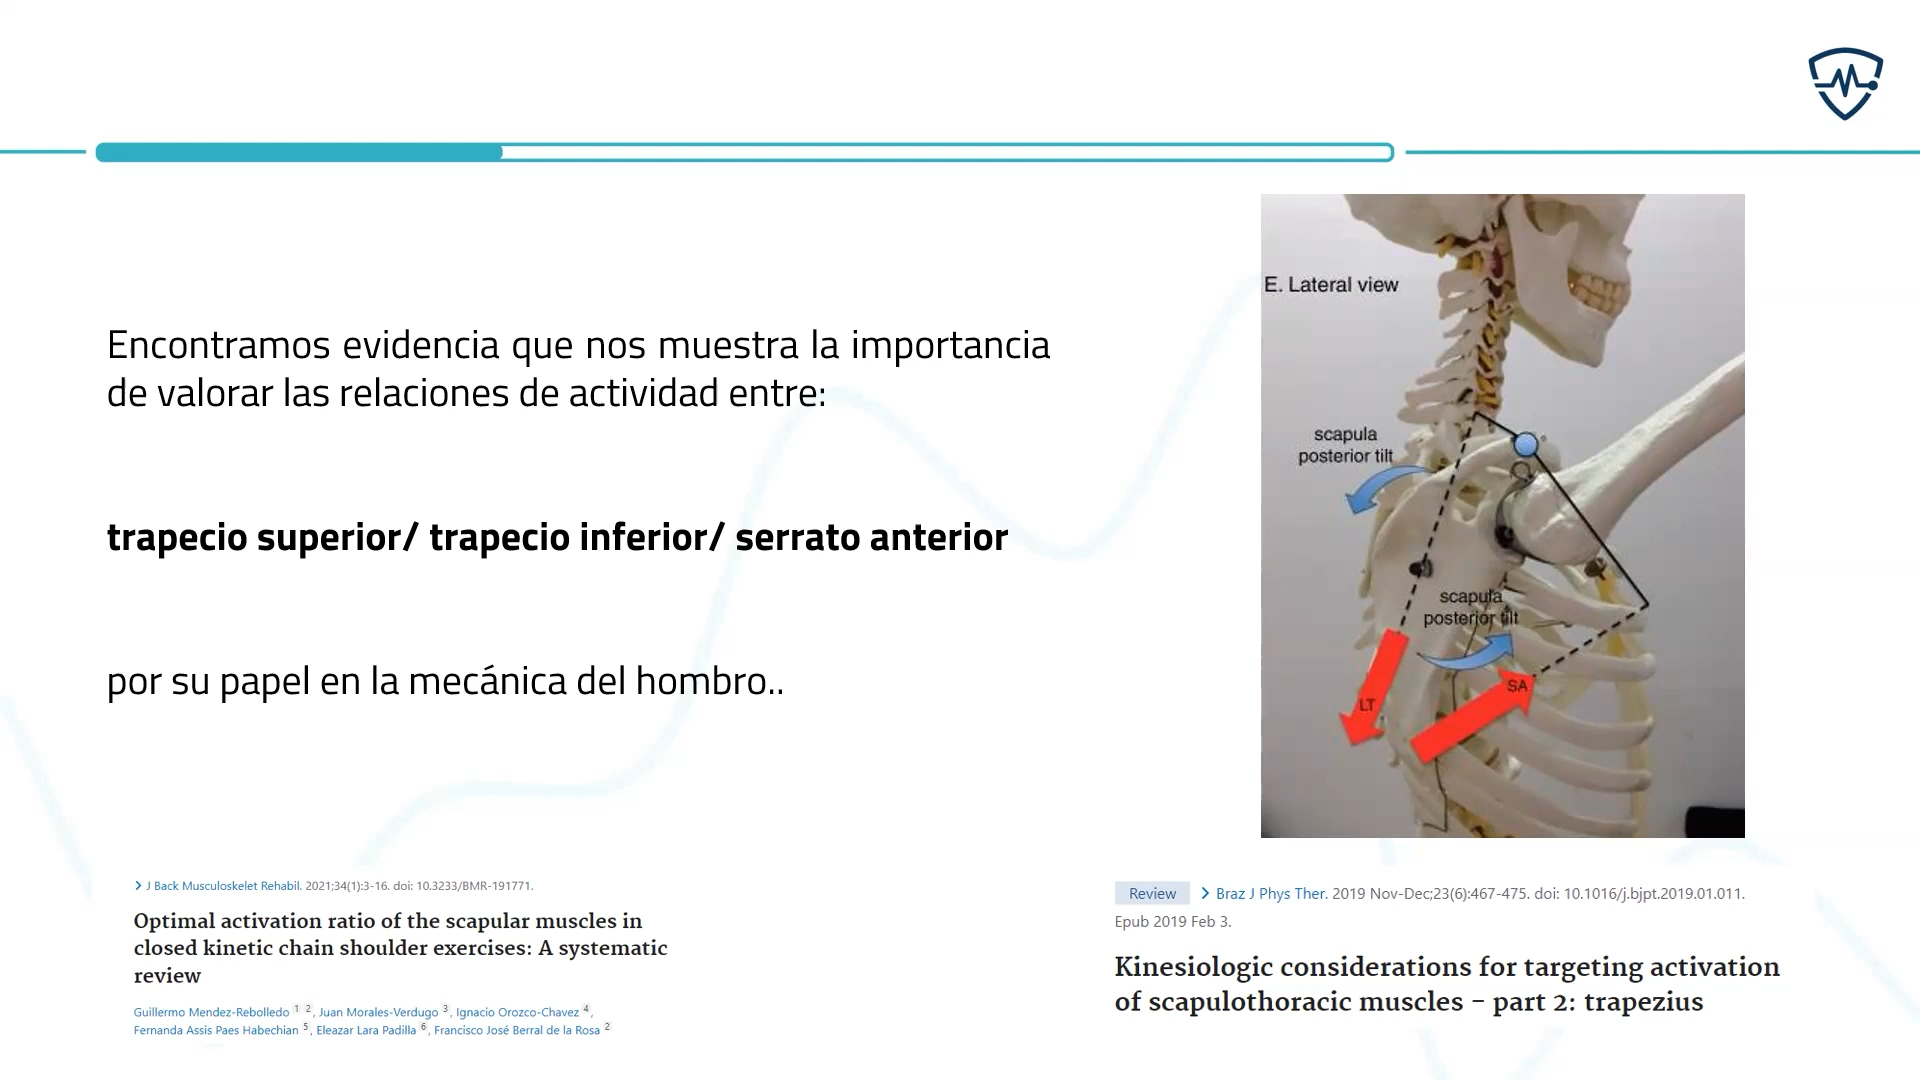 Encontramos evidencia que nos muestra la importancia
de valorar las relaciones de actividad entre:
trapecio superior/ trapecio inferior/ serrato anterior
por su papel en la mecánica del hombro..
E. Lateral view
scapula
posterior tilt
scapula
posterior tilt
SA
LT
J Back Musculoskelet Rehabil. 2021;34(1):3-16. doi: 10.3233/BMR-191771.
Optimal activation ratio of the scapular muscles in
closed kinetic chain shoulder exercises: A systematic
review
Guillermo Mendez-Rebolledo 1 2, Juan Morales-Verdugo 3, Ignacio Orozco-Chavez 4,
Fernanda Assis Paes Habechian 5, Eleazar Lara Padilla 6, Francisco José Berral de la Rosa 2
Review > Braz J Phys Ther. 2019 Nov-Dec;23(6):467-475. doi: 10.1016/j.bjpt.2019.01.011.
Epub 2019 Feb 3.
Kinesiologic considerations for targeting activation
of scapulothoracic muscles - part 2: trapezius